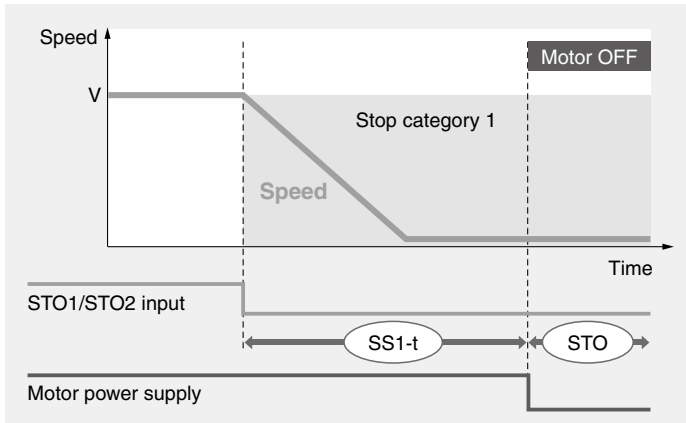 Speed
Motor OFF
V
Stop category 1
Speed
Time
STO1/STO2 input
SS1-t
STO
Motor power supply